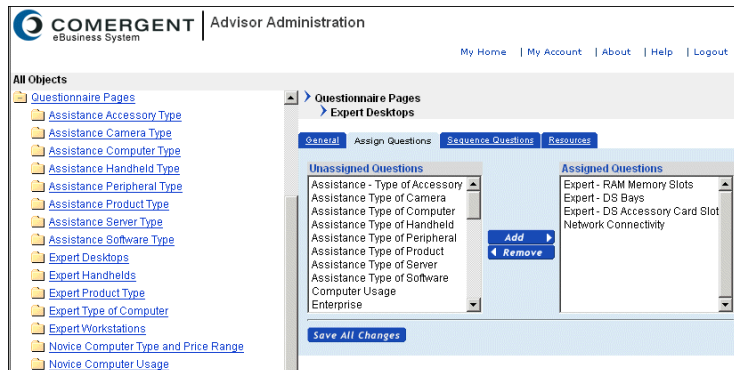 COMERGENT
eBusiness System
Advisor Administration
My Home | My Account | About | Help | Logout
All Objects
Questionnaire Pages
Assistance Accessory Type
Assistance Camera Type
Assistance Computer Type
Assistance Handheld Type
Assistance Peripheral Type
Assistance Product Type
Assistance Server Type
Assistance Software Type
Expert Desktops
Expert Handhelds
Expert Product Type
Expert Type of Computer
Expert Workstations
Novice Computer Type and Price Range
Novice Computer Usage
Questionnaire Pages
Expert Desktops
General Assign Questions Sequence Questions Resources
Unassigned Questions
Assistance - Type of Accessory
Assistance Type of Camera
Assistance Type of Computer
Assistance Type of Handheld
Assistance Type of Peripheral
Assistance Type of Product
Assistance Type of Server
Assistance Type of Software
Computer Usage
Enterprise
Add
Remove
Assigned Questions
Expert - RAM Memory Slots
Expert - DS Bays
Expert - DS Accessory Card Slot
Network Connectivity
Save All Changes